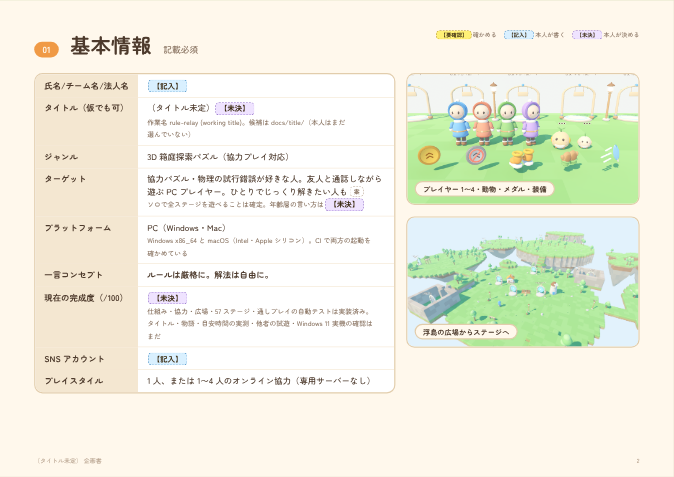 01 基本情報 記載必須
【要確認】 確かめる 【記入】 本人が書く 【未決】 本人が決める
氏名/チーム名/法人名 【記入】
タイトル（仮でも可） （タイトル未定）【未決】
作業名 rule-relay (working title)。候補は docs/title/（本人はまだ
選んでいない）
ジャンル 3D 箱庭探索パズル（協力プレイ対応）
ターゲット 協力パズル・物理の試行錯誤が好きな人。友人と通話しながら
遊ぶ PC プレイヤー。ひとりでじっくり解きたい人も 案
ソロで全ステージを遊べることは確定。年齢層の言い方は【未決】
プラットフォーム PC（Windows・Mac）
Windows x86_64 と macOS（Intel・Apple シリコン）。CI で両方の起動を
確かめている
一言コンセプト ルールは厳格に。解法は自由に。
現在の完成度（/100） 【未決】
仕組み・協力・広場・57 ステージ・通しプレイの自動テストは実装済み。
タイトル・物語・目安時間の実測・他者の試遊・Windows 11 実機の確認は
まだ
SNS アカウント 【記入】
プレイスタイル 1 人、または 1〜4 人のオンライン協力（専用サーバーなし）
プレイヤー 1〜4・動物・メダル・装備
浮島の広場からステージへ
（タイトル未定） 企画書
2